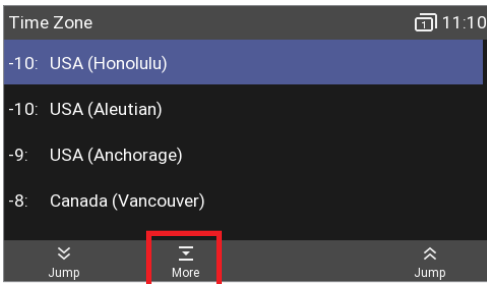 Time Zone 1 11:10
-10: USA (Honolulu)
-10: USA (Aleutian)
-9: USA (Anchorage)
-8: Canada (Vancouver)
Jump More Jump